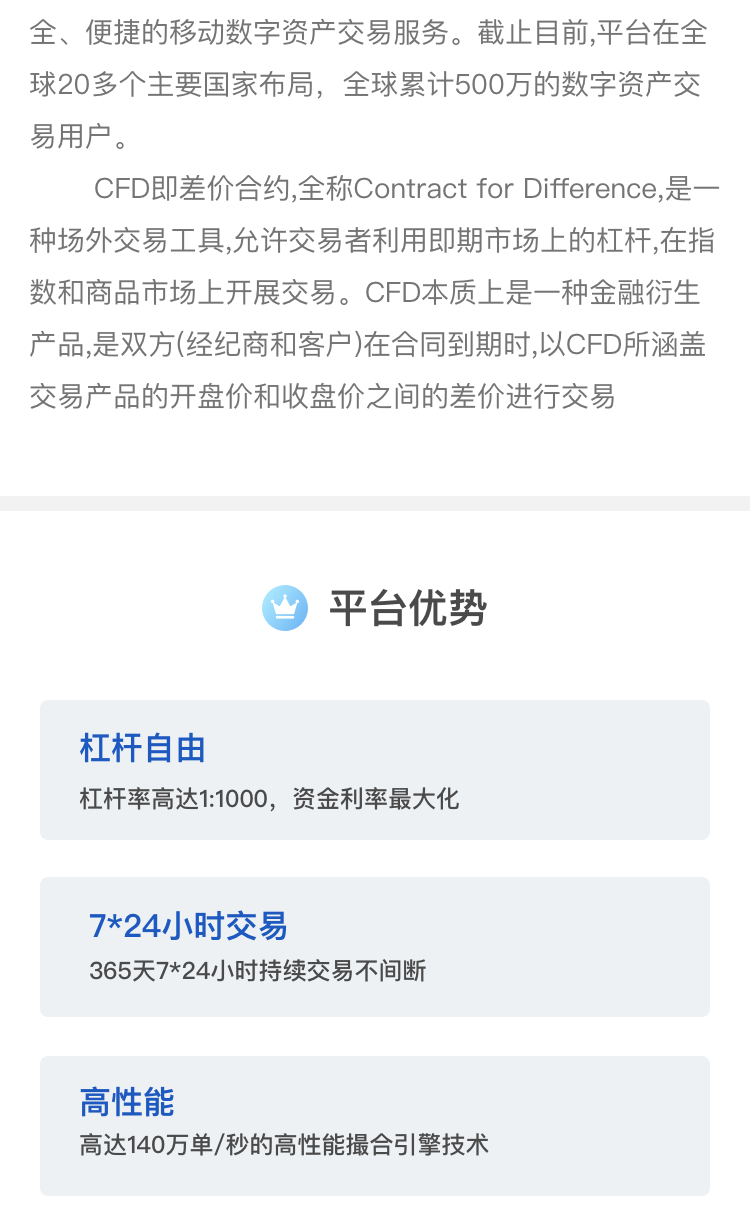 全、便捷的移动数字资产交易服务。截止目前,平台在全
球20多个主要国家布局，全球累计500万的数字资产交
易用户。
CFD即差价合约,全称Contract for Difference,是一
种场外交易工具,允许交易者利用即期市场上的杠杆,在指
数和商品市场上开展交易。CFD本质上是一种金融衍生
产品,是双方(经纪商和客户)在合同到期时,以CFD所涵盖
交易产品的开盘价和收盘价之间的差价进行交易
平台优势
杠杆自由
杠杆率高达1:1000，资金利率最大化
7*24小时交易
365天7*24小时持续交易不间断
高性能
高达140万单/秒的高性能撮合引擎技术